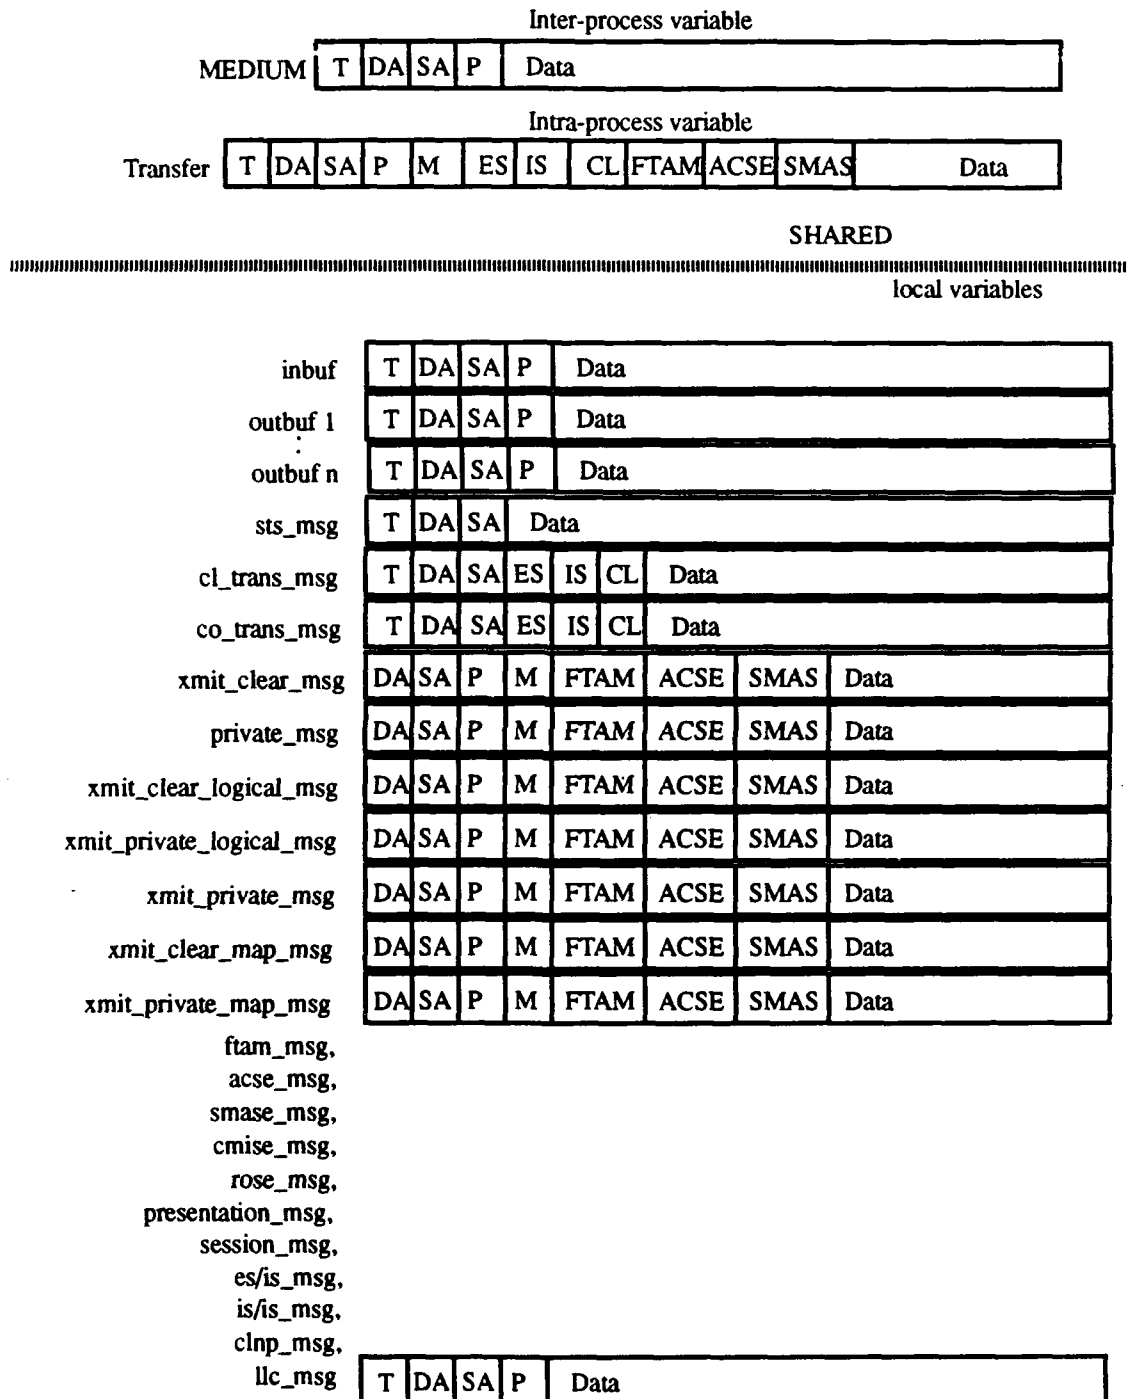 Inter-process variable
MEDIUM T DA SA P Data
Intra-process variable
Transfer T DA SA P M ES IS CL FTAM ACSE SMAS Data
SHARED
local variables
inbuf T DA SA P Data
outbuf 1 T DA SA P Data
:
outbuf n T DA SA P Data
sts_msg T DA SA Data
cl_trans_msg T DA SA ES IS CL Data
co_trans_msg T DA SA ES IS CL Data
xmit_clear_msg DA SA P M FTAM ACSE SMAS Data
private_msg DA SA P M FTAM ACSE SMAS Data
xmit_clear_logical_msg DA SA P M FTAM ACSE SMAS Data
xmit_private_logical_msg DA SA P M FTAM ACSE SMAS Data
xmit_private_msg DA SA P M FTAM ACSE SMAS Data
xmit_clear_map_msg DA SA P M FTAM ACSE SMAS Data
xmit_private_map_msg DA SA P M FTAM ACSE SMAS Data
ftam_msg,
acse_msg,
smase_msg,
cmise_msg,
rose_msg,
presentation_msg,
session_msg,
es/is_msg,
is/is_msg,
clnp_msg,
llc_msg T DA SA P Data